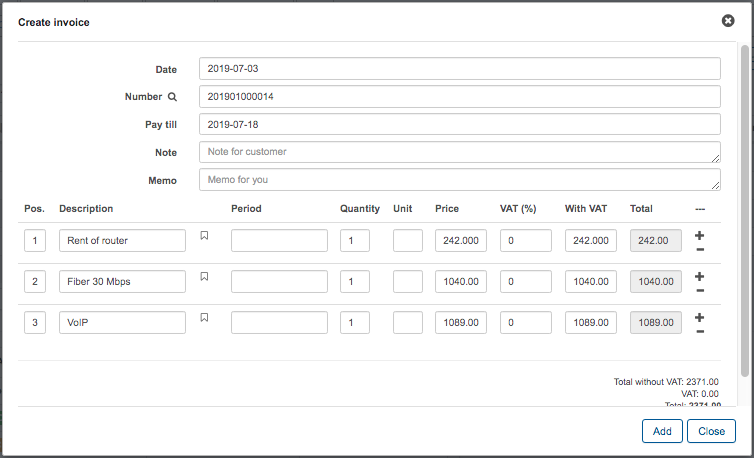 Create invoice
Date 2019-07-03
Number 201901000014
Pay till 2019-07-18
Note Note for customer
Memo Memo for you
Pos. Description Period Quantity Unit Price VAT (%) With VAT Total ---
1 Rent of router 1 242.000 0 242.000 242.00
2 Fiber 30 Mbps 1 1040.00 0 1040.00 1040.00
3 VoIP 1 1089.00 0 1089.00 1089.00
Total without VAT: 2371.00
VAT: 0.00
Total: 2371.00
Add Close